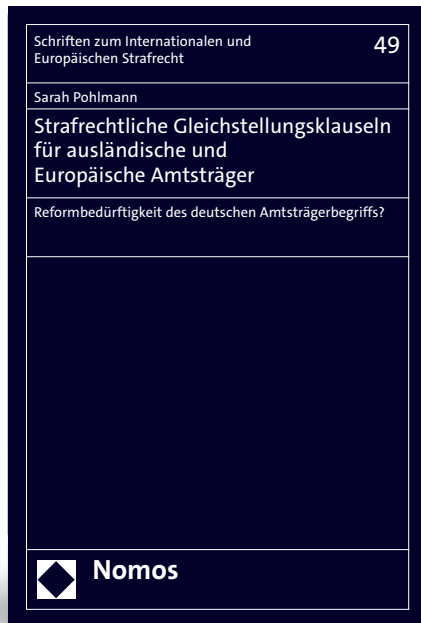 Schriften zum Internationalen und
Europäischen Strafrecht
49
Sarah Pohlmann
Strafrechtliche Gleichstellungsklauseln
für ausländische und
Europäische Amtsträger
Reformbedürftigkeit des deutschen Amtsträgerbegriffs?
Nomos